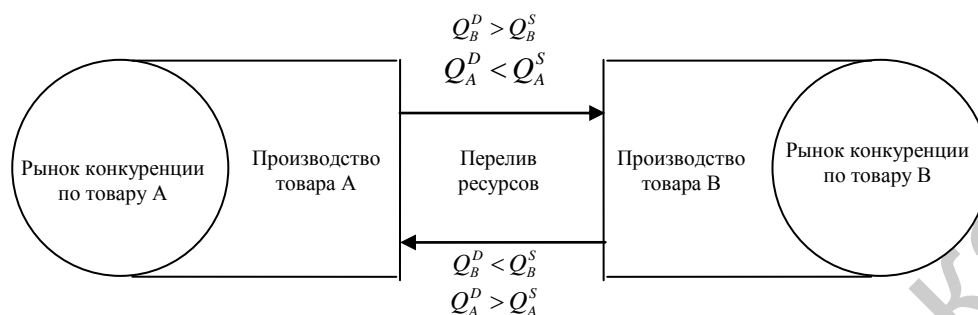 Q_B^D > Q_B^S
Q_A^D < Q_A^S
Рынок конкуренции
по товару А
Производство
товара А
Перелив
ресурсов
Производство
товара В
Рынок конкуренции
по товару В
Q_B^D < Q_B^S
Q_A^D > Q_A^S